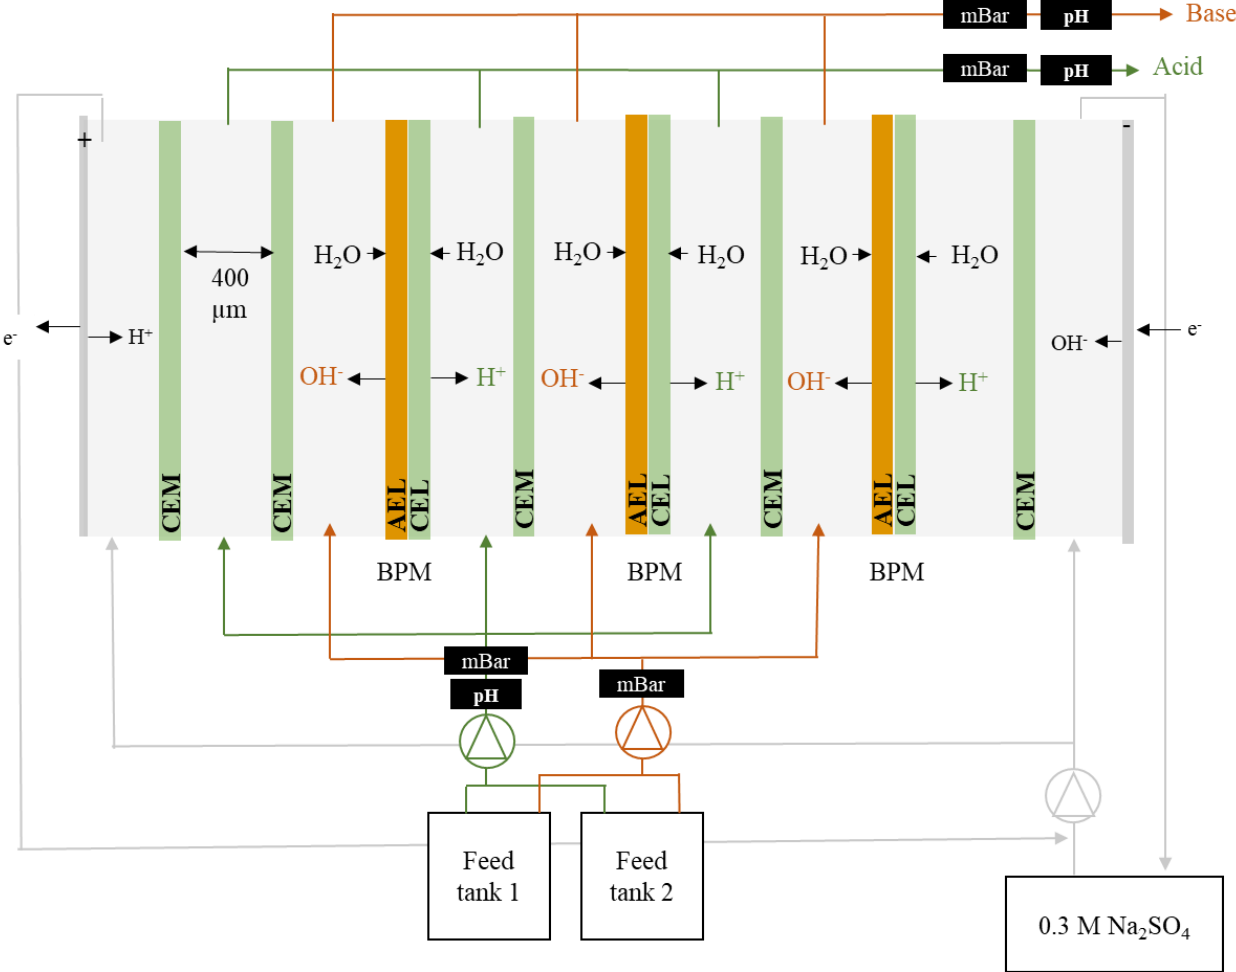 mBar pH Base
mBar pH Acid
+ -
H₂O H₂O H₂O H₂O H₂O H₂O
400
μm
e⁻ H⁺ OH⁻ e⁻
OH⁻ H⁺ OH⁻ H⁺ OH⁻ H⁺
CEM CEM AEL CEL CEM AEL CEL CEM AEL CEL CEM
BPM BPM BPM
mBar
pH
mBar
Feed
tank 1
Feed
tank 2
0.3 M Na₂SO₄